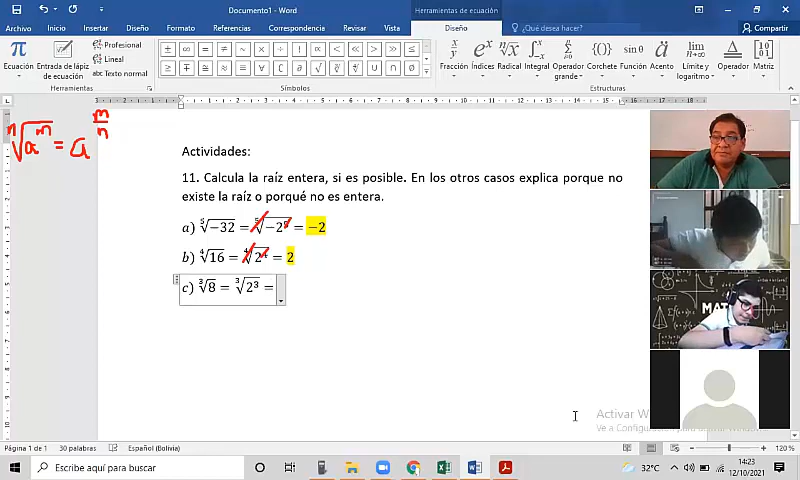 Documento1 - Word
Herramientas de ecuación
Archivo Inicio Insertar Diseño Formato Referencias Correspondencia Revisar Vista Diseño ¿Qué desea hacer? Compartir
π Ecuación
Entrada de lápiz de ecuación
Profesional
Lineal
abc Texto normal
± ∞ = ≠ ~ × ÷ ! ∝ < ≪ > ≫ ≤
≥ ∓ ≅ ≈ ≡ ∀ ∁ ∂ √ ∛ ∜ ∪ ∩ ∅
Fracción Índices Radical Integral Operador grande Corchete Función Acento Límite y logaritmo Operador Matriz
Herramientas Símbolos Estructuras
ⁿ√aᵐ = a^(m/n)
Actividades:
11. Calcula la raíz entera, si es posible. En los otros casos explica porque no
existe la raíz o porqué no es entera.
a) ⁵√−32 = ⁵√−2⁵ = −2
b) ⁴√16 = ⁴√2⁴ = 2
c) ³√8 = ³√2³ =
MAT
Activar W
Ve a Configu
Página 1 de 1 30 palabras Español (Bolivia) 120 %
Escribe aquí para buscar
32°C
14:23
12/10/2021